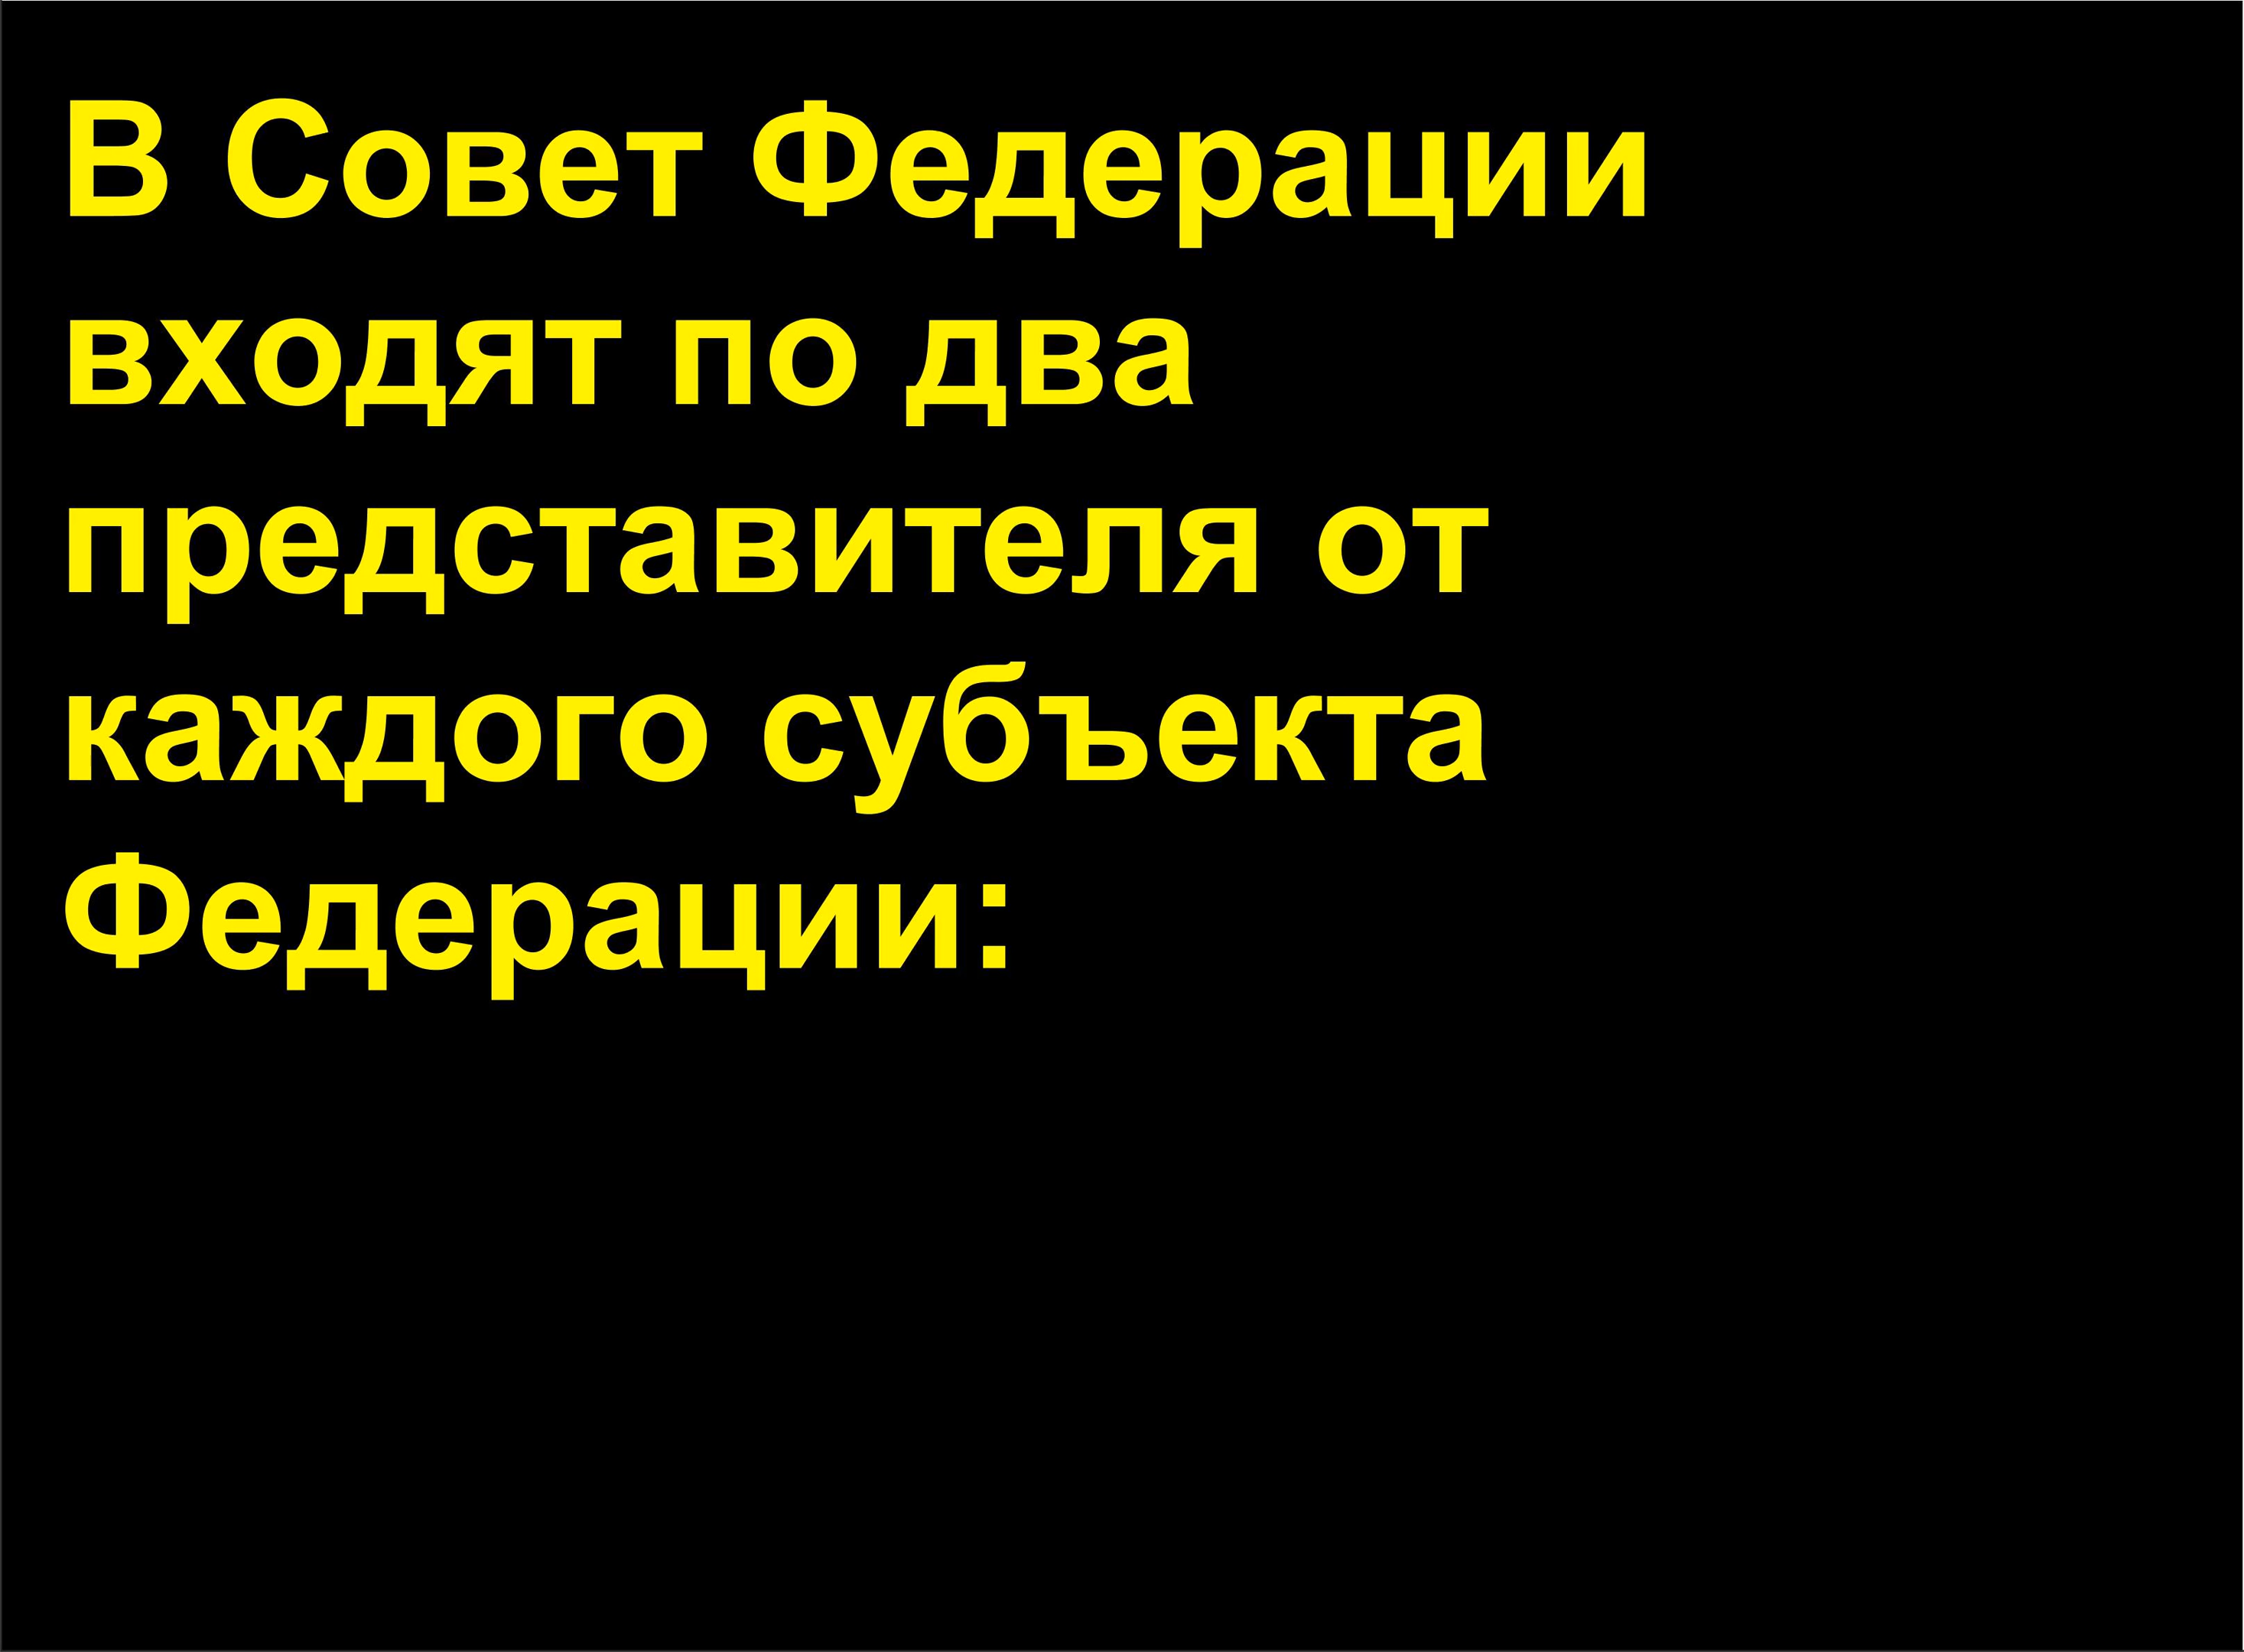 В Совет Федерации
входят по два
представителя от
каждого субъекта
Федерации: